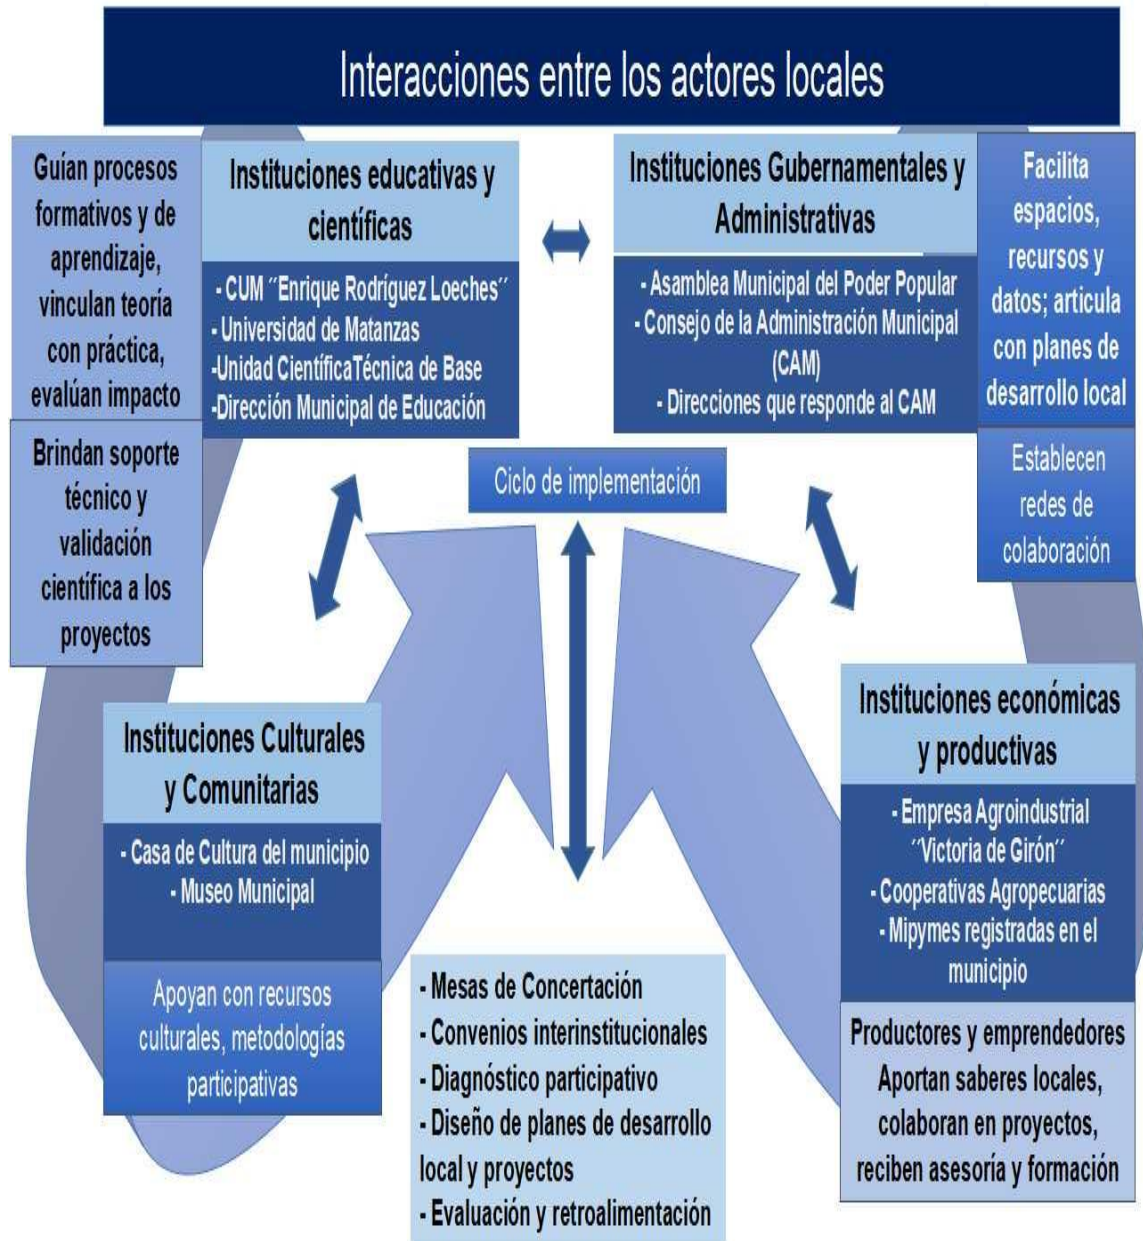 Interacciones entre los actores locales
Guían procesos
formativos y de
aprendizaje,
vinculan teoría
con práctica,
evalúan impacto
Brindan soporte
técnico y
validación
científica a los
proyectos
Instituciones educativas y
científicas
- CUM ´´Enrique Rodríguez Loeches´´
- Universidad de Matanzas
-Unidad CientíficaTécnica de Base
-Dirección Municipal de Educación
Instituciones Gubernamentales y
Administrativas
- Asamblea Municipal del Poder Popular
- Consejo de la Administración Municipal
(CAM)
- Direcciones que responde al CAM
Facilita
espacios,
recursos y
datos; articula
con planes de
desarrollo local
Establecen
redes de
colaboración
Ciclo de implementación
Instituciones Culturales
y Comunitarias
- Casa de Cultura del municipio
- Museo Municipal
Apoyan con recursos
culturales, metodologías
participativas
- Mesas de Concertación
- Convenios interinstitucionales
- Diagnóstico participativo
- Diseño de planes de desarrollo
local y proyectos
- Evaluación y retroalimentación
Instituciones económicas
y productivas
- Empresa Agroindustrial
´´Victoria de Girón´´
- Cooperativas Agropecuarias
- Mipymes registradas en el
municipio
Productores y emprendedores
Aportan saberes locales,
colaboran en proyectos,
reciben asesoría y formación